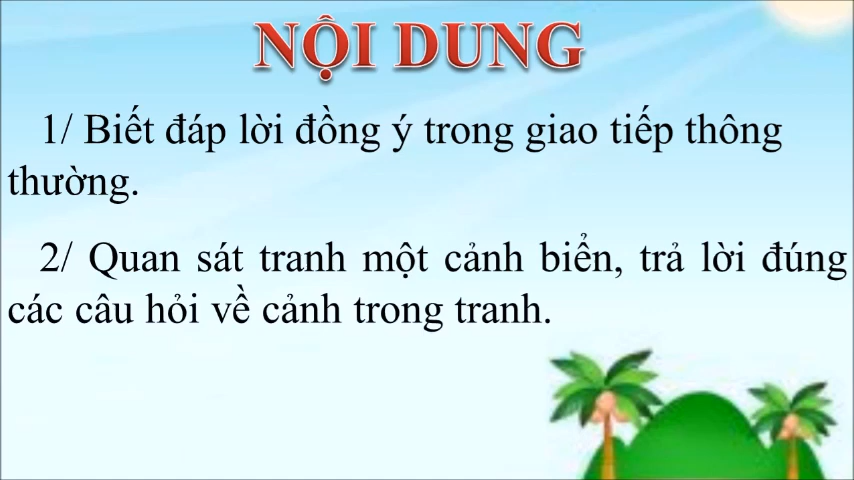 NỘI DUNG
1/ Biết đáp lời đồng ý trong giao tiếp thông
thường.
2/ Quan sát tranh một cảnh biển, trả lời đúng
các câu hỏi về cảnh trong tranh.